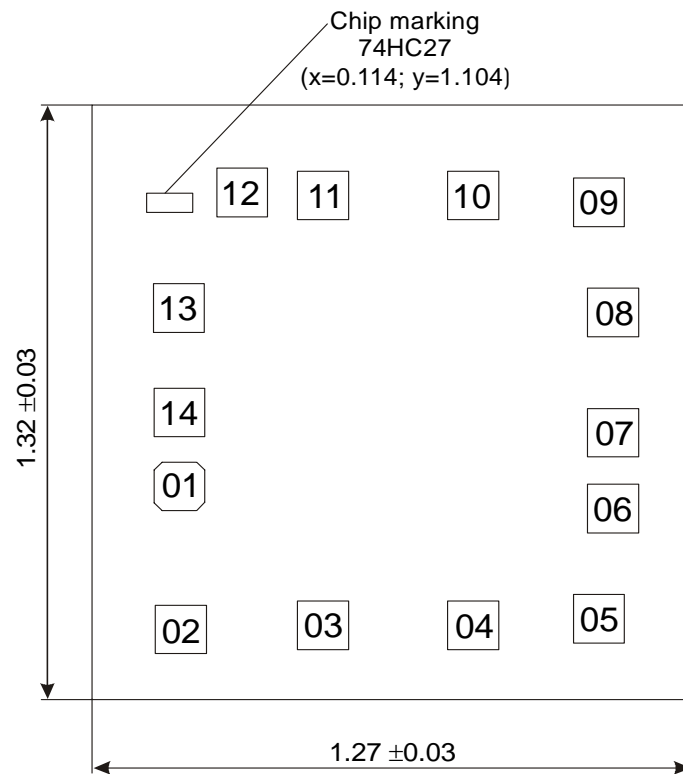 Chip marking
74HC27
(x=0.114; y=1.104)
12 11 10 09
13 08
14 07
01 06
02 03 04 05
1.32 ±0.03
1.27 ±0.03